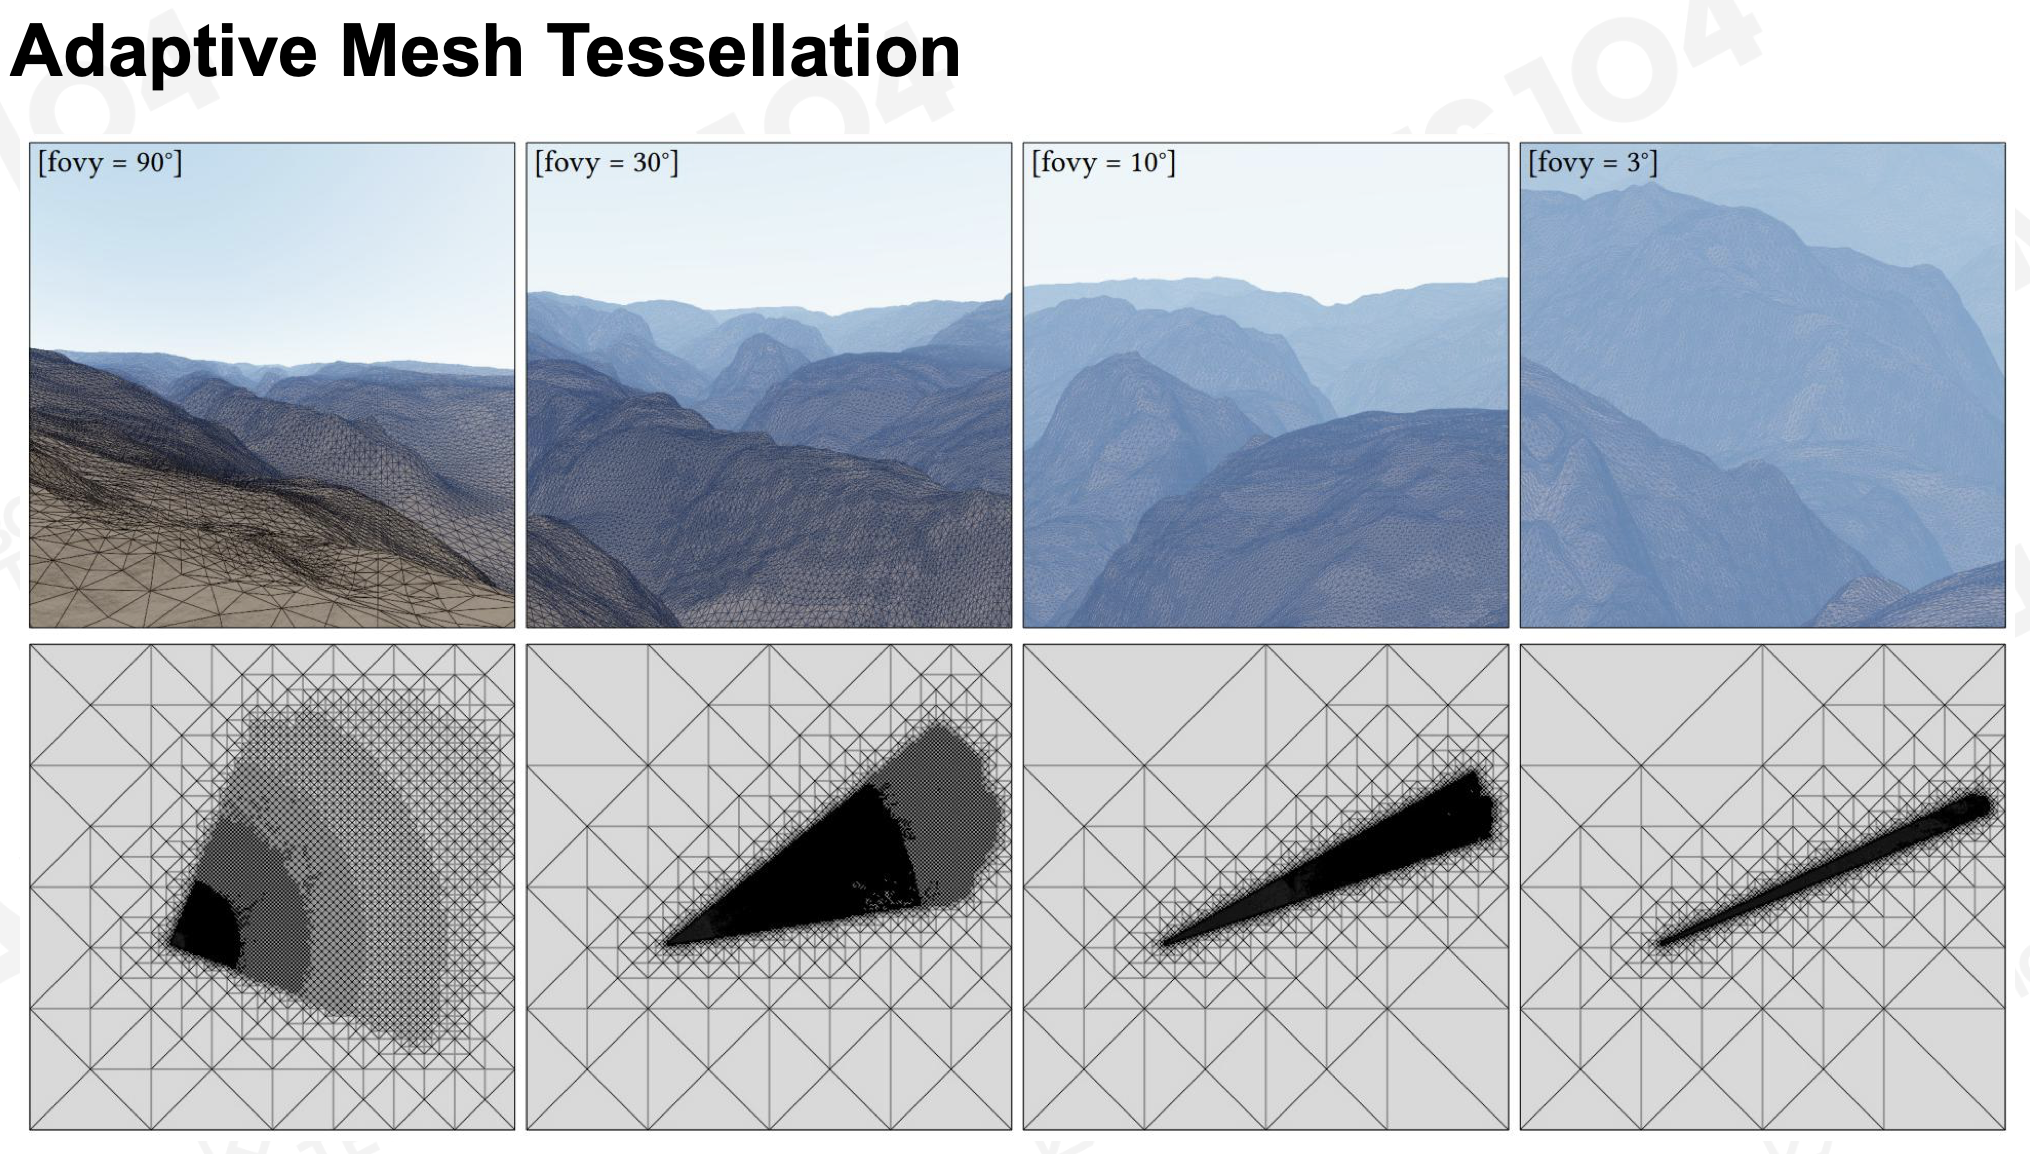 Adaptive Mesh Tessellation
[fovy = 90°]
[fovy = 30°]
[fovy = 10°]
[fovy = 3°]